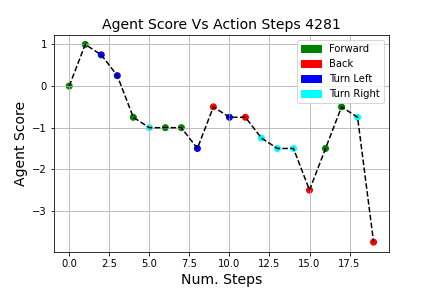 Agent Score Vs Action Steps 4281
Forward
Back
Turn Left
Turn Right
Agent Score
1
0
−1
−2
−3
0.0 2.5 5.0 7.5 10.0 12.5 15.0 17.5
Num. Steps